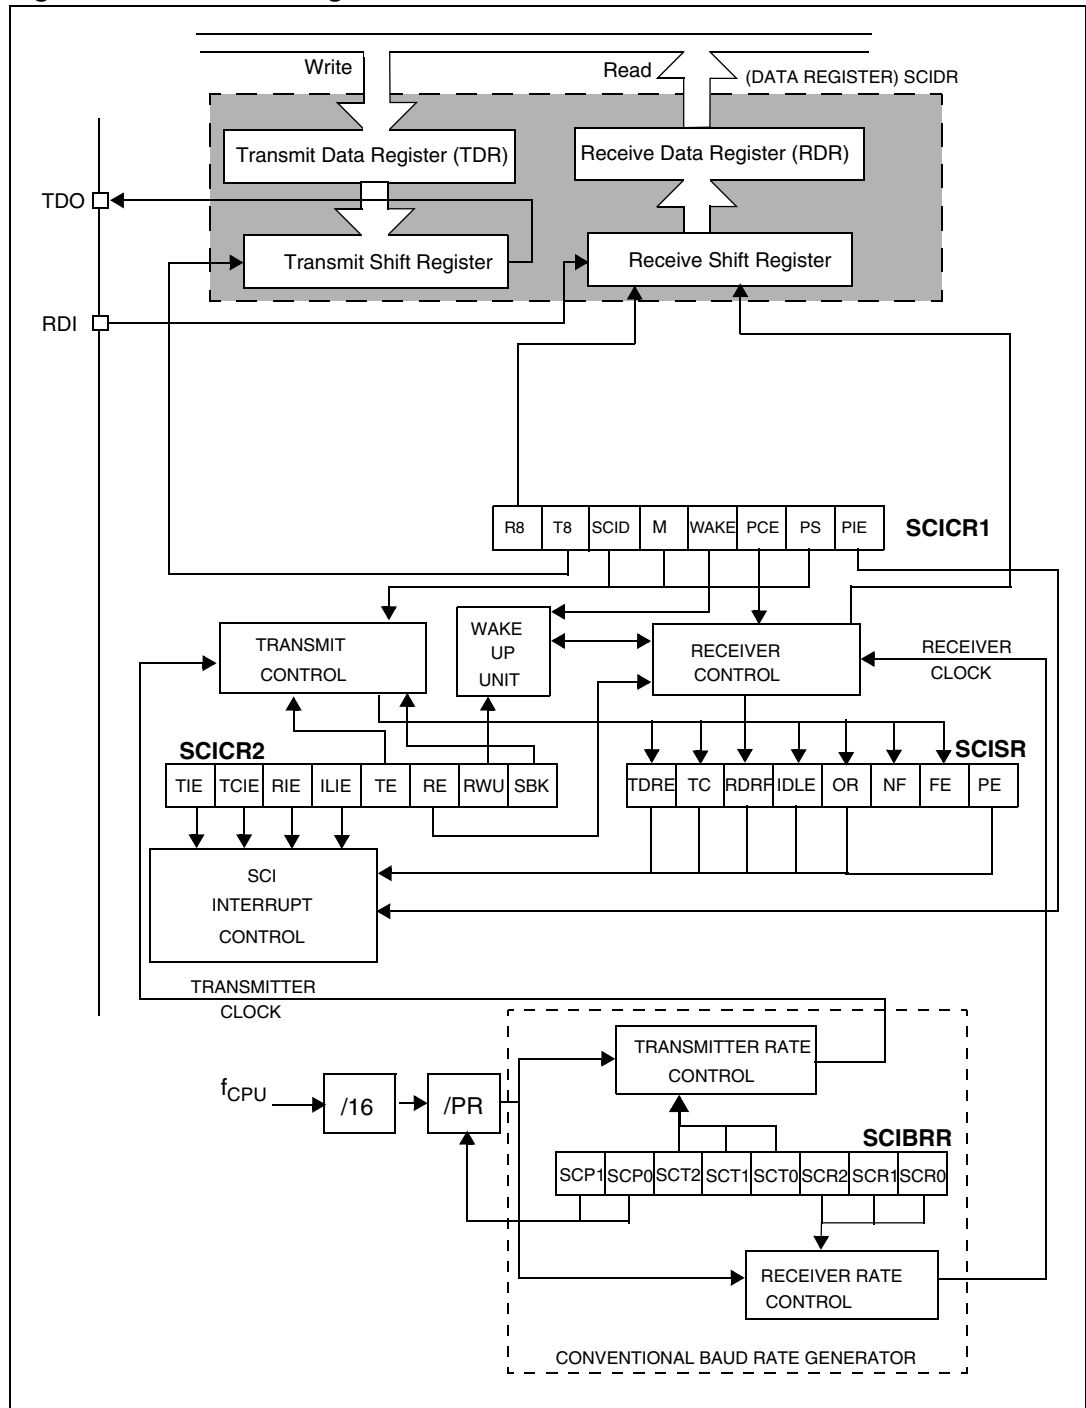 Write
Read
(DATA REGISTER) SCIDR
Transmit Data Register (TDR)
Receive Data Register (RDR)
TDO
Transmit Shift Register
Receive Shift Register
RDI
R8 T8 SCID M WAKE PCE PS PIE
SCICR1
TRANSMIT
CONTROL
WAKE
UP
UNIT
RECEIVER
CONTROL
RECEIVER
CLOCK
SCICR2
SCISR
TIE TCIE RIE ILIE TE RE RWU SBK
TDRE TC RDRF IDLE OR NF FE PE
SCI
INTERRUPT
CONTROL
TRANSMITTER
CLOCK
TRANSMITTER RATE
CONTROL
fCPU
/16
/PR
SCIBRR
SCP1 SCP0 SCT2 SCT1 SCT0 SCR2 SCR1 SCR0
RECEIVER RATE
CONTROL
CONVENTIONAL BAUD RATE GENERATOR